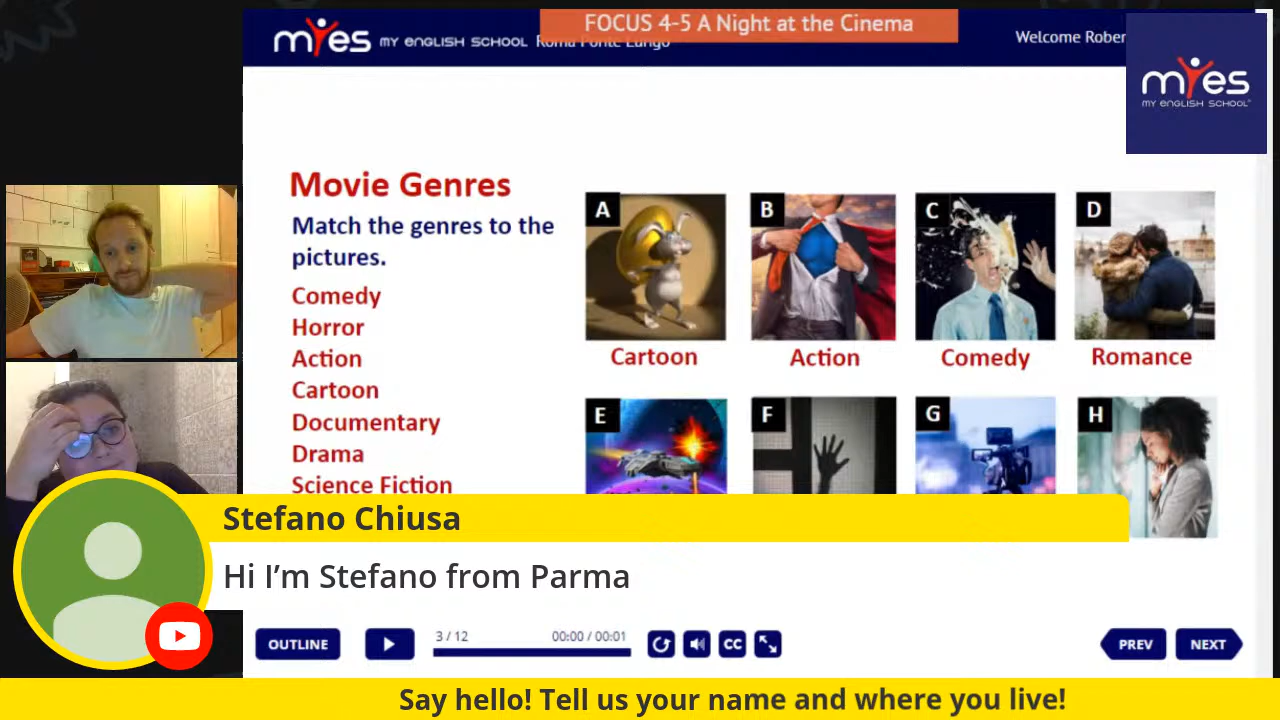 FOCUS 4-5 A Night at the Cinema
myes MY ENGLISH SCHOOL Roma Ponte Lungo
Welcome Rober
myes
MY ENGLISH SCHOOL
Movie Genres
Match the genres to the
pictures.
Comedy
Horror
Action
Cartoon
Documentary
Drama
Science Fiction
A
B
C
D
Cartoon
Action
Comedy
Romance
E
F
G
H
Stefano Chiusa
Hi I'm Stefano from Parma
OUTLINE
3 / 12
00:00 / 00:01
CC
PREV
NEXT
Say hello! Tell us your name and where you live!